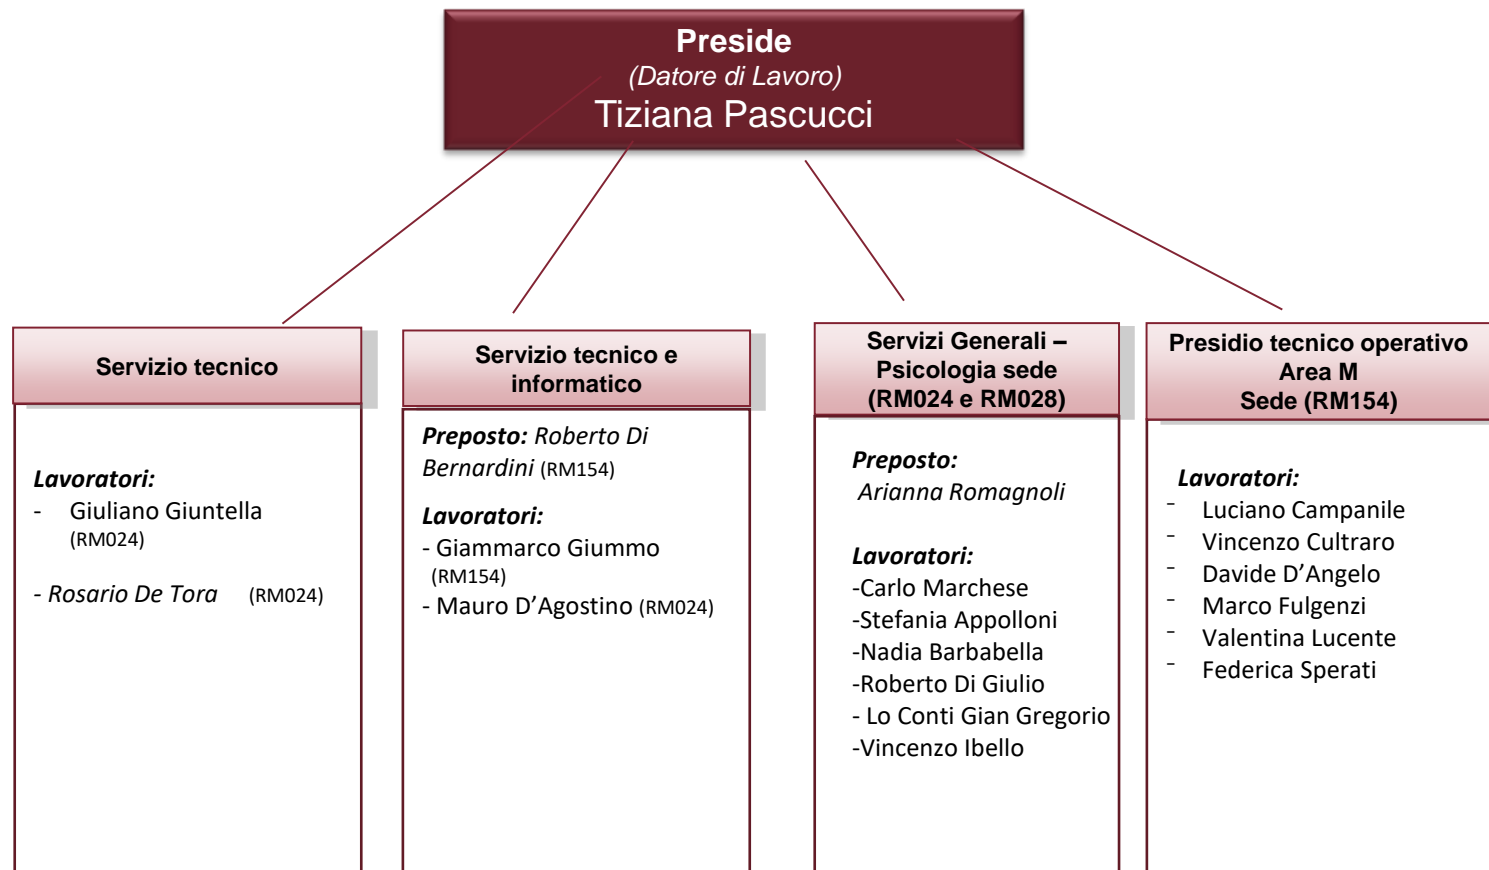 Preside
(Datore di Lavoro)
Tiziana Pascucci
Servizio tecnico
Lavoratori:
- Giuliano Giuntella
(RM024)
- Rosario De Tora (RM024)
Servizio tecnico e
informatico
Preposto: Roberto Di
Bernardini (RM154)
Lavoratori:
- Giammarco Giummo
(RM154)
- Mauro D’Agostino (RM024)
Servizi Generali –
Psicologia sede
(RM024 e RM028)
Preposto:
Arianna Romagnoli
Lavoratori:
-Carlo Marchese
-Stefania Appolloni
-Nadia Barbabella
-Roberto Di Giulio
- Lo Conti Gian Gregorio
-Vincenzo Ibello
Presidio tecnico operativo
Area M
Sede (RM154)
Lavoratori:
- Luciano Campanile
- Vincenzo Cultraro
- Davide D’Angelo
- Marco Fulgenzi
- Valentina Lucente
- Federica Sperati